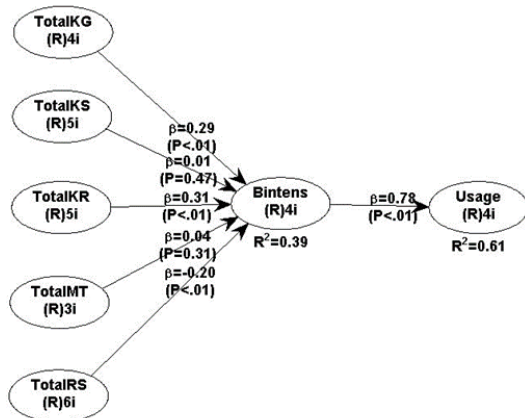 TotalKG
(R)4i
TotalKS
(R)5i
β=0.29
(P<.01)
β=0.01
(P=0.47)
TotalKR
(R)5i
β=0.31
(P<.01)
Bintens
(R)4i
R²=0.39
β=0.78
(P<.01)
Usage
(R)4i
R²=0.61
β=0.04
(P=0.31)
TotalMT
(R)3i
β=-0.20
(P<.01)
TotalRS
(R)6i